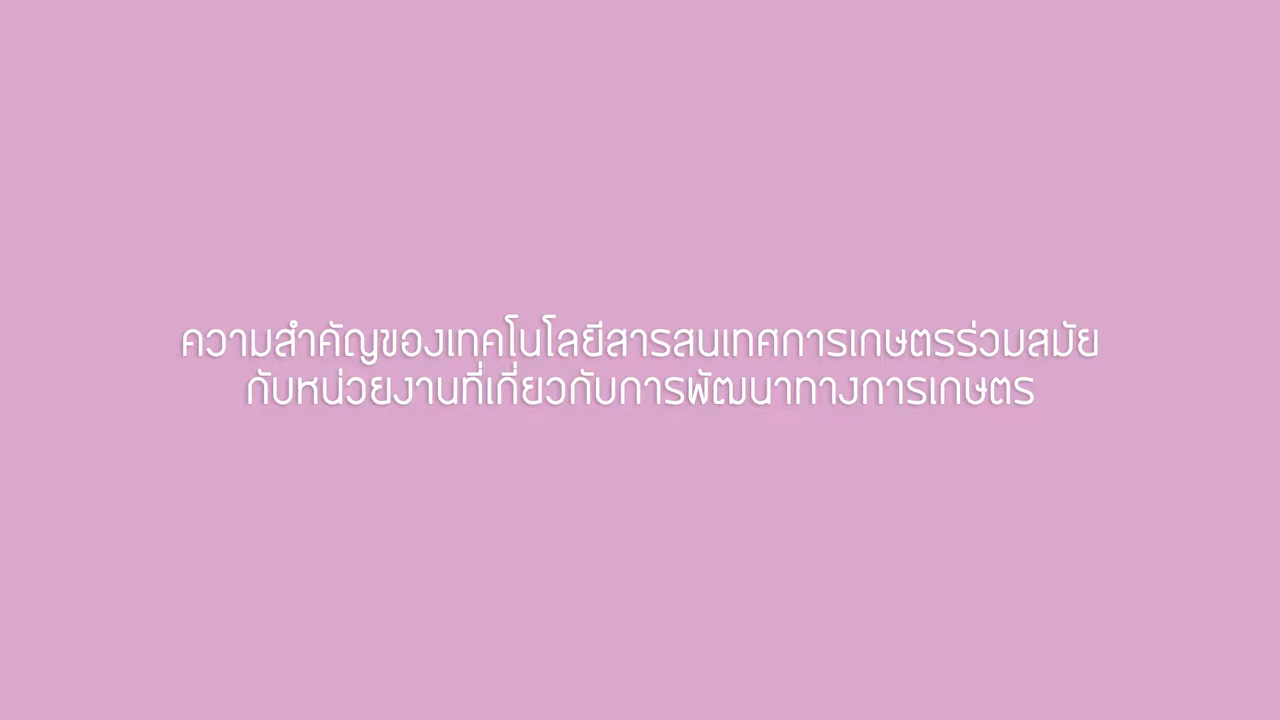 ความสำคัญของเทคโนโลยีสารสนเทศการเกษตรร่วมสมัย
กับหน่วยงานที่เกี่ยวกับการพัฒนาทางการเกษตร